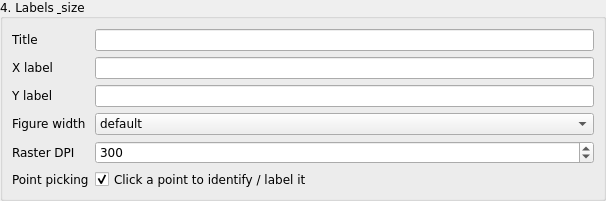 4. Labels _size
Title
X label
Y label
Figure width default
Raster DPI 300
Point picking Click a point to identify / label it